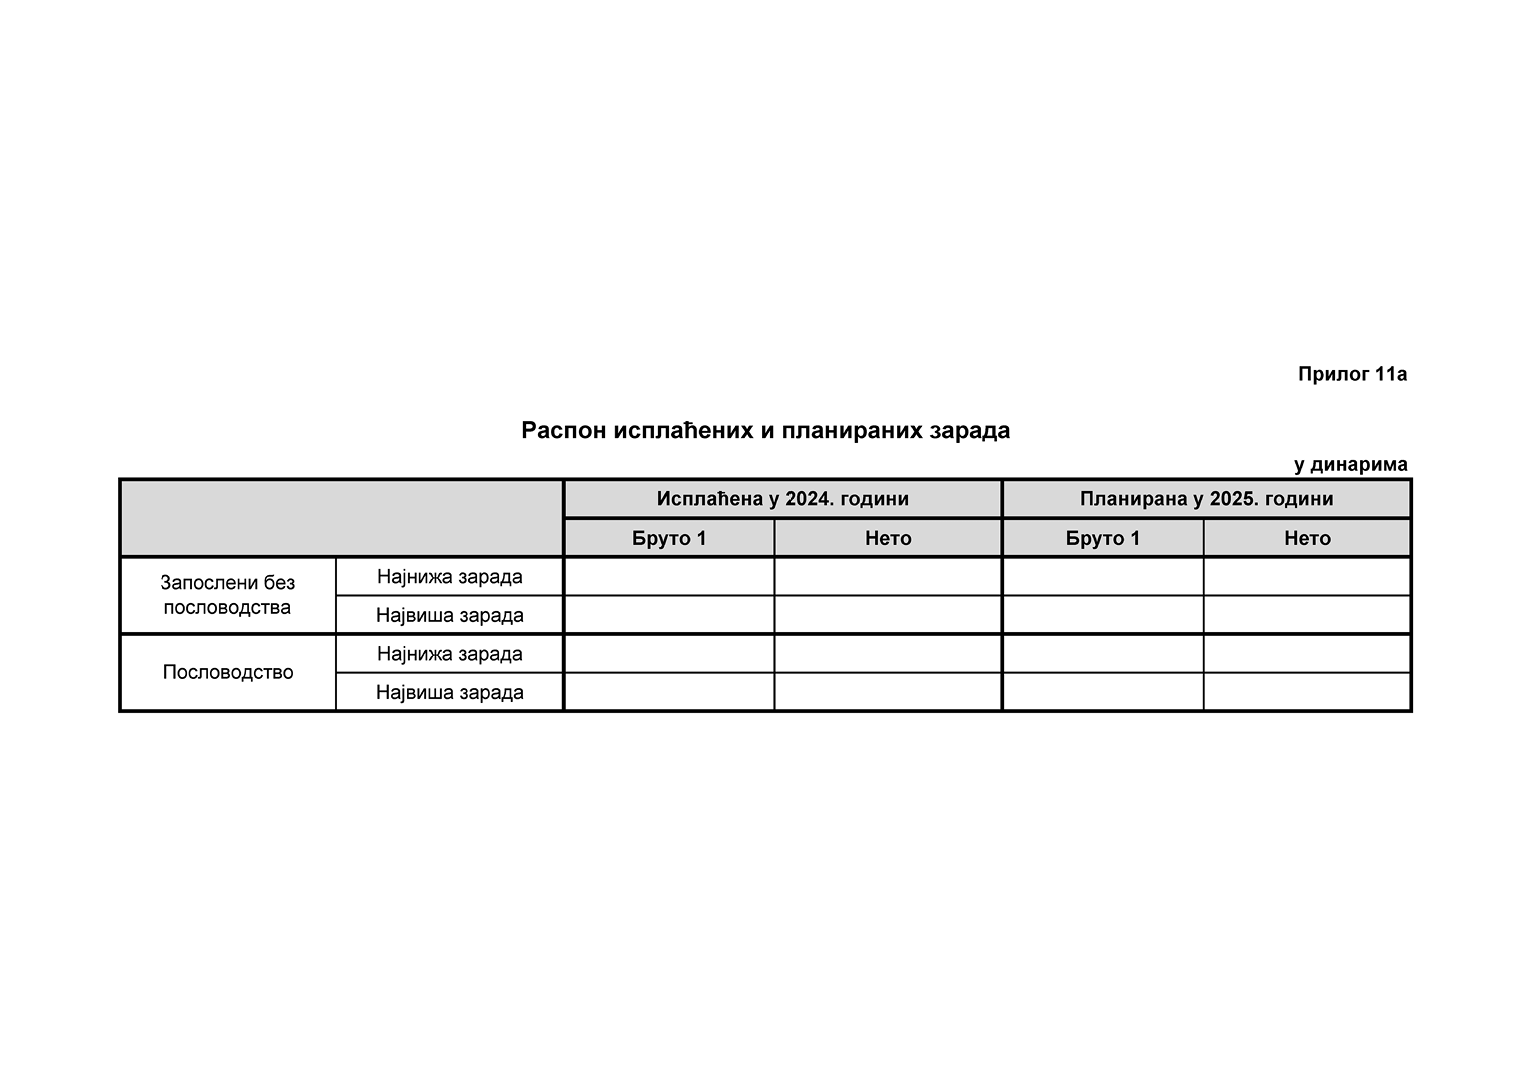 Прилог 11а
Распон исплаћених и планираних зарада
у динарима
Исплаћена у 2024. години Планирана у 2025. години
Бруто 1 Нето Бруто 1 Нето
Запослени без
пословодства
Најнижа зарада
Највиша зарада
Пословодство
Најнижа зарада
Највиша зарада